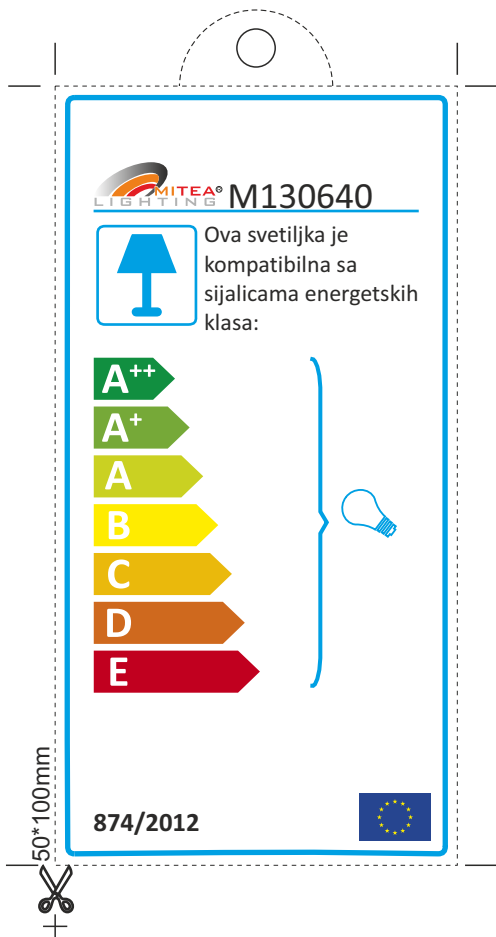 MITEA® M130640
LIGHTING
Ova svetiljka je
kompatibilna sa
sijalicama energetskih
klasa:
A++
A+
A
B
C
D
E
874/2012
50*100mm